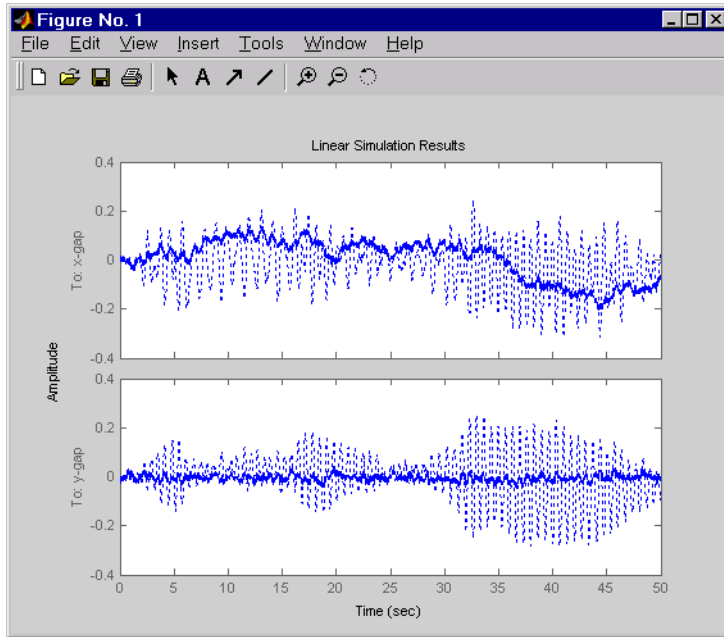 Figure No. 1
File Edit View Insert Tools Window Help
A
Linear Simulation Results
0.4
0.2
0
-0.2
-0.4
To: x-gap
Amplitude
0.4
0.2
0
-0.2
-0.4
To: y-gap
0 5 10 15 20 25 30 35 40 45 50
Time (sec)